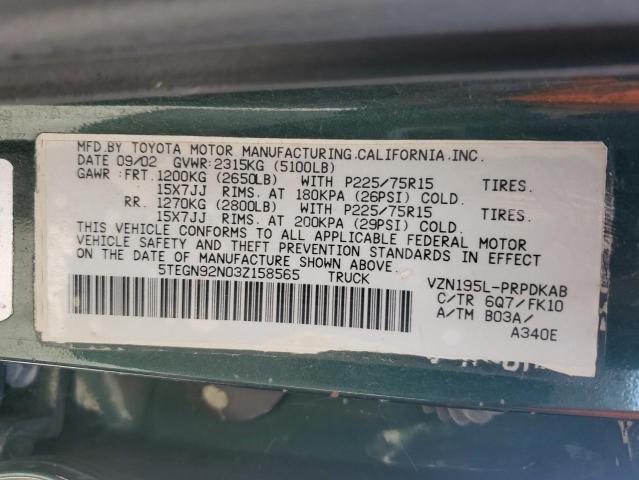 MFD.BY TOYOTA MOTOR MANUFACTURING.CALIFORNIA.INC.
DATE 09/02 GVWR:2315KG (5100LB)
GAWR:FRT.1200KG (2650LB) WITH P225/75R15 TIRES.
15X7JJ RIMS. AT 180KPA (26PSI) COLD.
RR. 1270KG (2800LB) WITH P225/75R15 TIRES.
15X7JJ RIMS. AT 200KPA (29PSI) COLD.
THIS VEHICLE CONFORMS TO ALL APPLICABLE FEDERAL MOTOR
VEHICLE SAFETY AND THEFT PREVENTION STANDARDS IN EFFECT
ON THE DATE OF MANUFACTURE SHOWN ABOVE.
5TEGN92N03Z158565 TRUCK VZN195L-PRPDKAB
C/TR 6Q7/FK10
A/TM B03A/
A340E